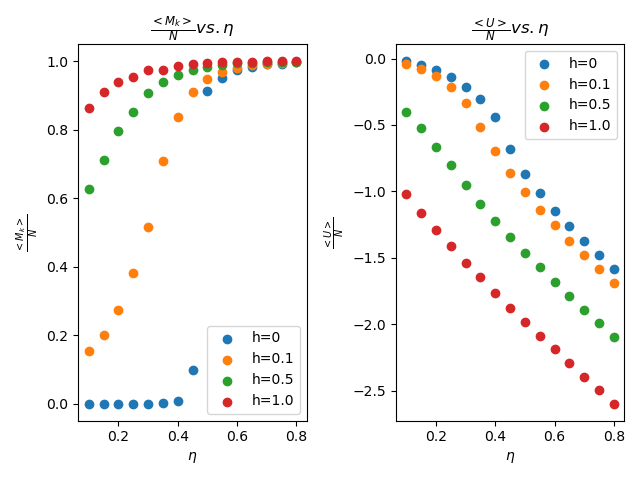 <M_k>/N vs. η
<M_k>/N
1.0
0.8
0.6
0.4
0.2
0.0
h=0
h=0.1
h=0.5
h=1.0
0.2 0.4 0.6 0.8
η
<U>/N vs. η
<U>/N
0.0
−0.5
−1.0
−1.5
−2.0
−2.5
h=0
h=0.1
h=0.5
h=1.0
0.2 0.4 0.6 0.8
η